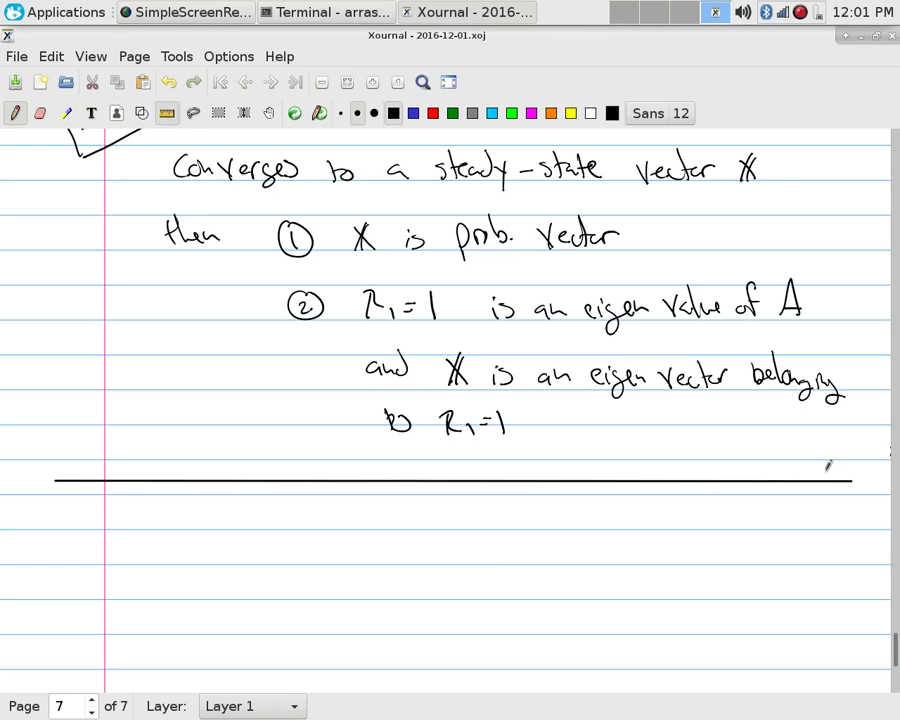 Applications
SimpleScreenRe...
Terminal - arras...
Xournal - 2016-...
12:01 PM
Xournal - 2016-12-01.xoj
File Edit View Page Tools Options Help
Sans 12
Converges to a steady-state vector 𝕏
then ① 𝕏 is prob. vector
② λ₁=1 is an eigen value of A
and 𝕏 is an eigen vector belonging
to λ₁=1
Page 7 of 7 Layer: Layer 1